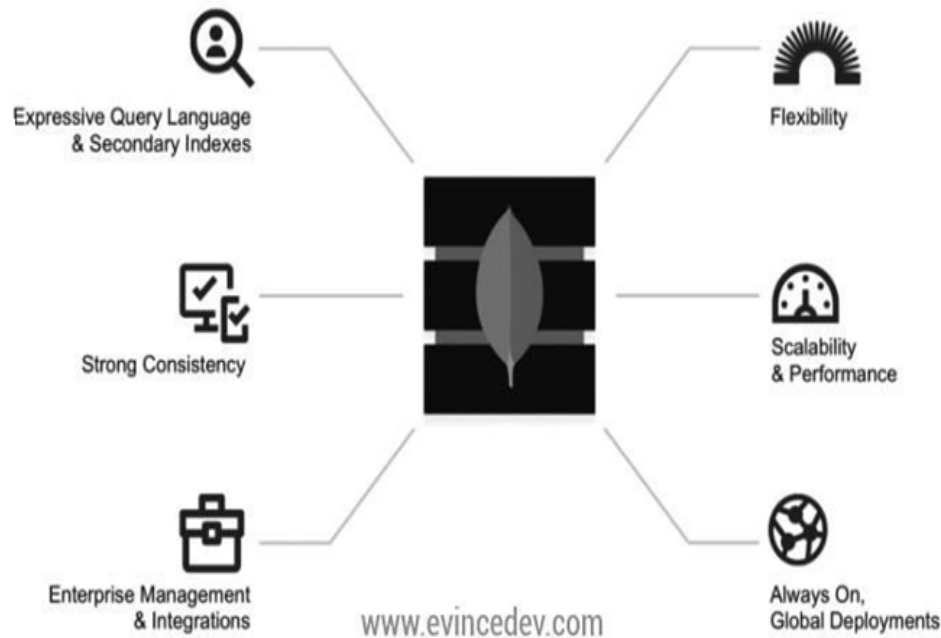 Expressive Query Language
& Secondary Indexes
Flexibility
Strong Consistency
Scalability
& Performance
Enterprise Management
& Integrations
Always On,
Global Deployments
www.evincedev.com